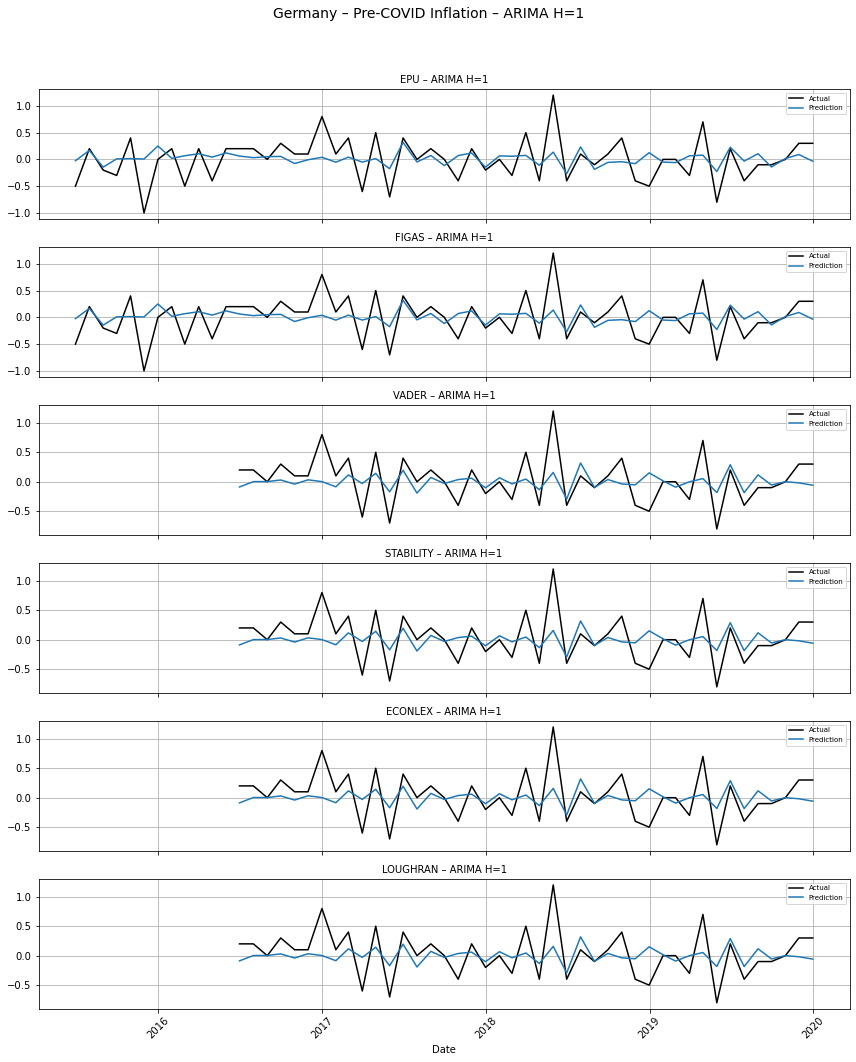 Germany – Pre-COVID Inflation – ARIMA H=1
EPU – ARIMA H=1
Actual
Prediction
1.0
0.5
0.0
−0.5
−1.0
FIGAS – ARIMA H=1
Actual
Prediction
1.0
0.5
0.0
−0.5
−1.0
VADER – ARIMA H=1
Actual
Prediction
1.0
0.5
0.0
−0.5
STABILITY – ARIMA H=1
Actual
Prediction
1.0
0.5
0.0
−0.5
ECONLEX – ARIMA H=1
Actual
Prediction
1.0
0.5
0.0
−0.5
LOUGHRAN – ARIMA H=1
Actual
Prediction
1.0
0.5
0.0
−0.5
2016 2017 2018 2019 2020
Date